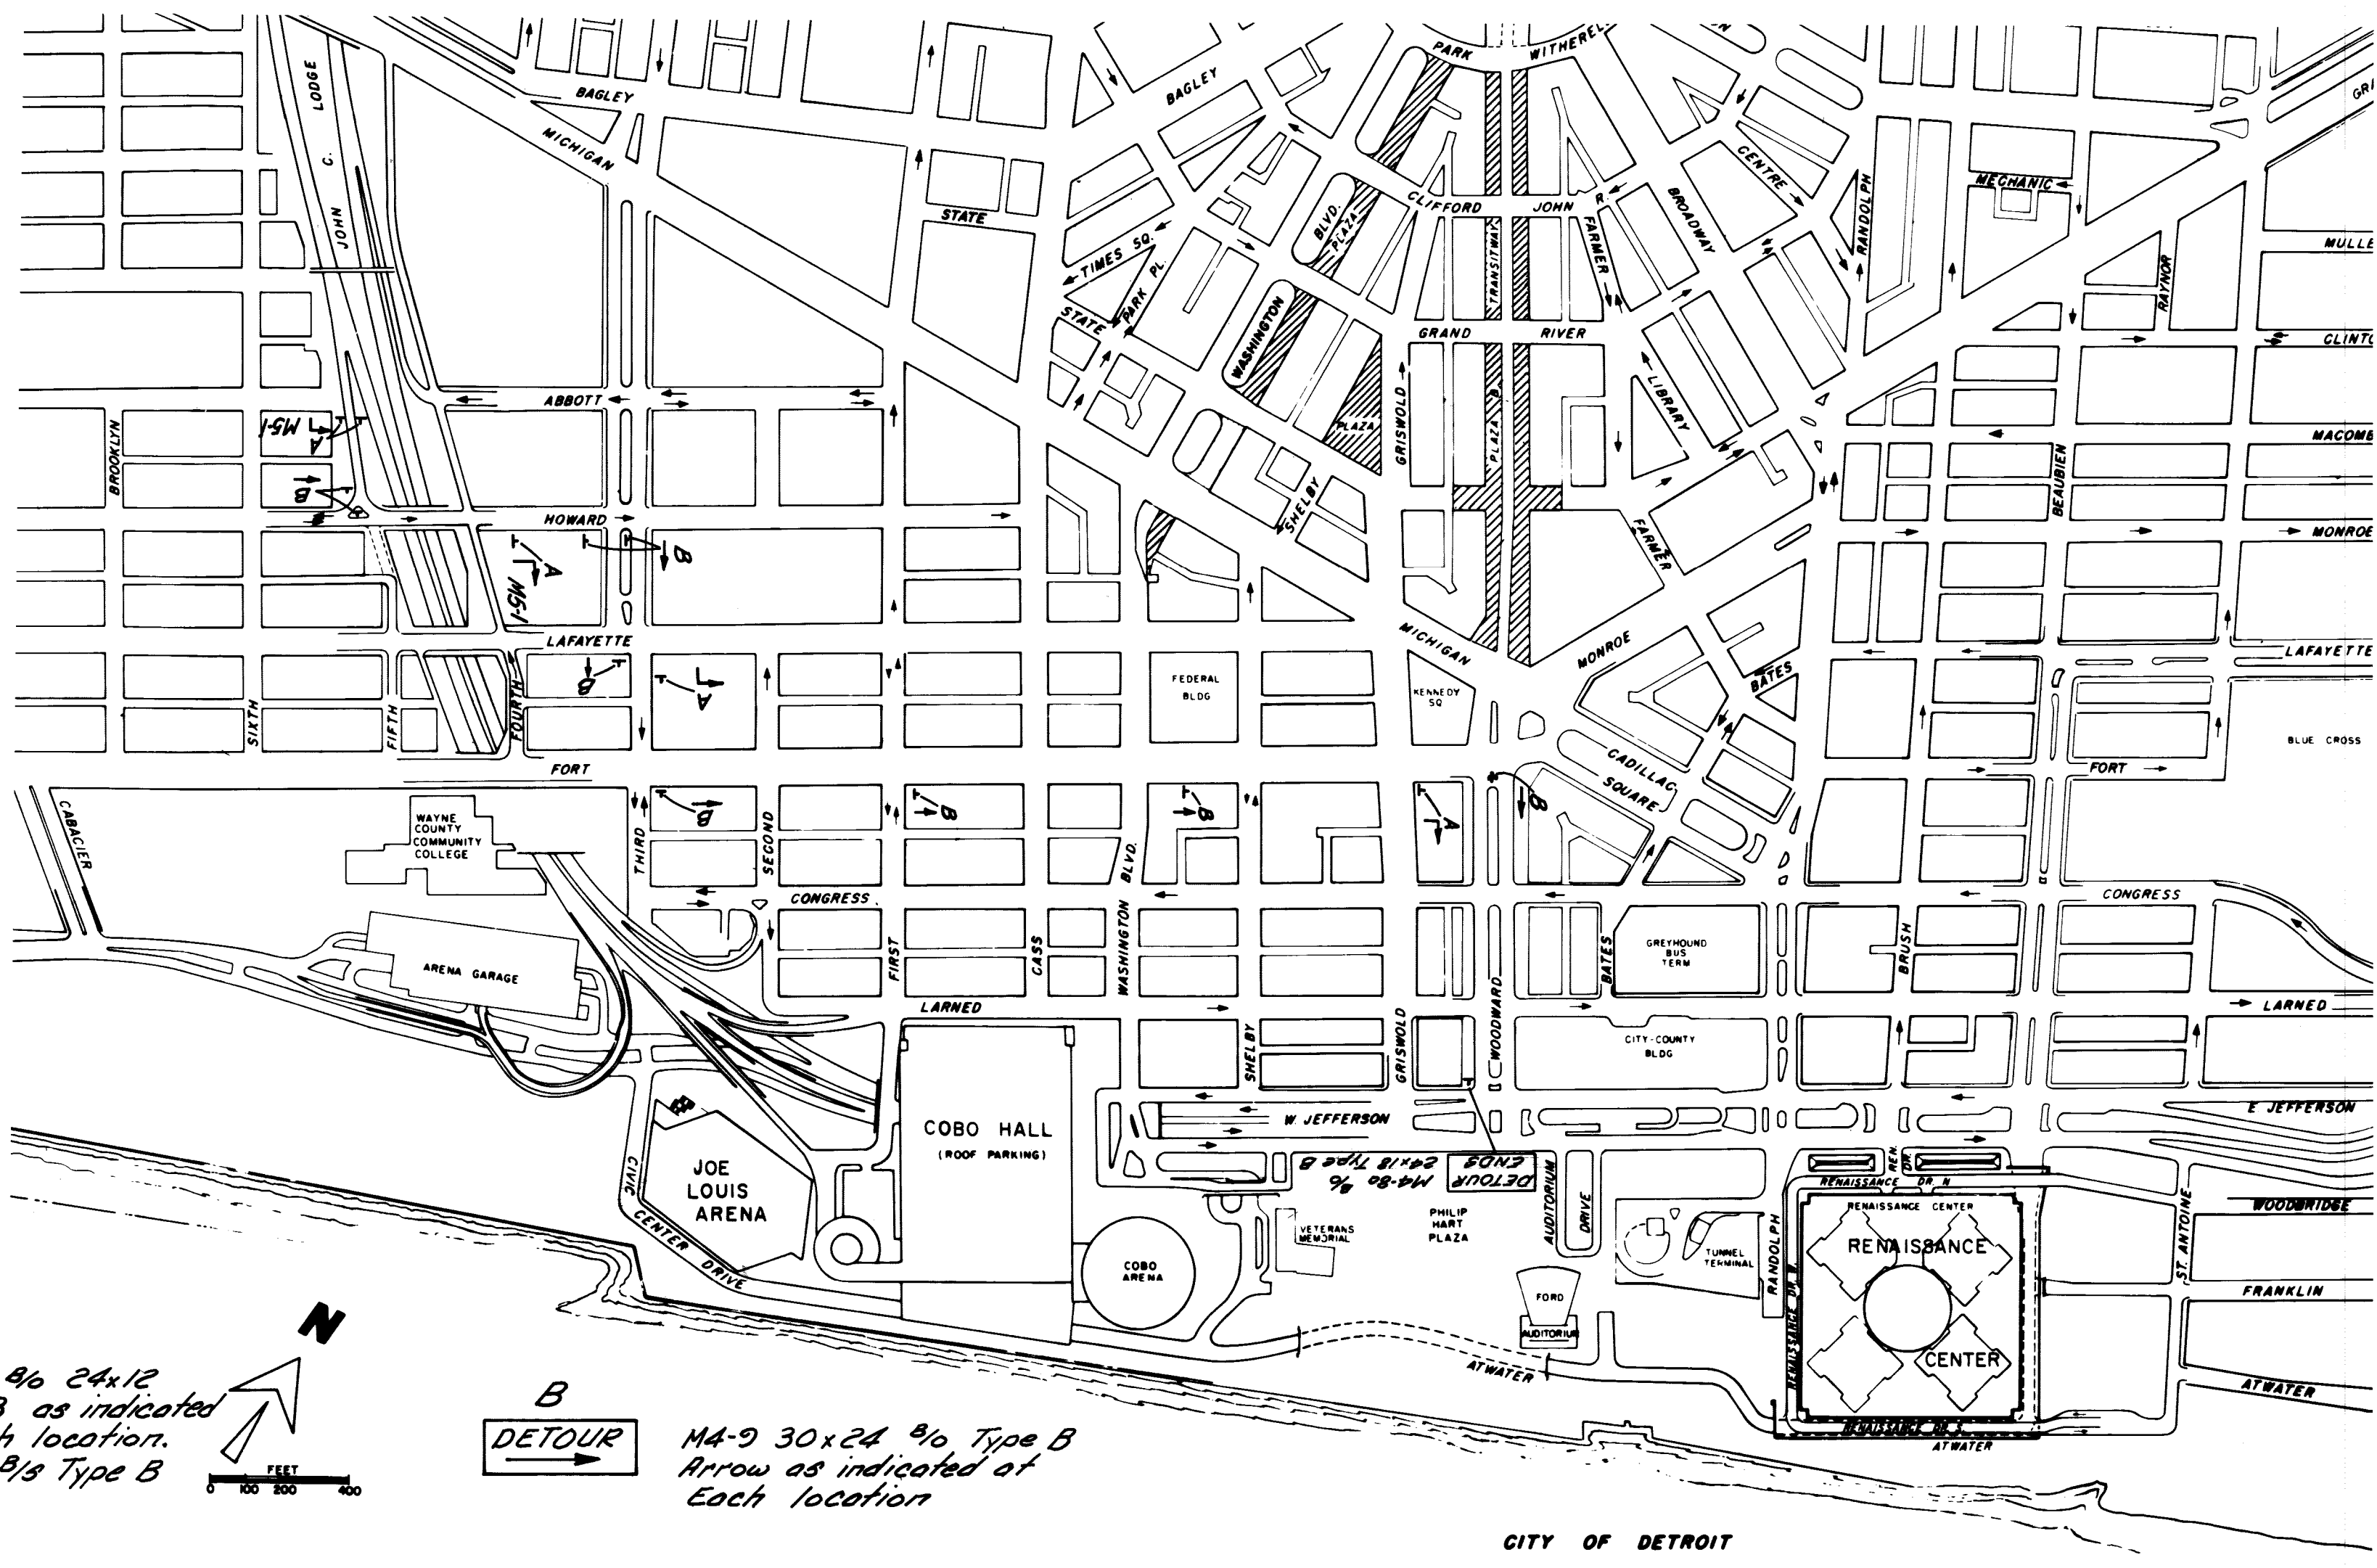 PARK
WITHEREL
LODGE
C.
JOHN
BAGLEY
BAGLEY
MICHIGAN
CENTRE
RANDOLPH
MECHANIC
STATE
CLIFFORD
JOHN
R.
FARMER
BROADWAY
BLVD.
PLAZA
TIMES SQ.
PARK PL.
STATE
TRANSITWAY
MULLE
RAYNOR
WASHINGTON
GRAND
RIVER
CLINTO
ABBOTT
GRISWOLD
LIBRARY
PLAZA
PLAZA
M5-1
A
BROOKLYN
MACOMB
BEAUBIEN
B
HOWARD
SHELBY
FARMER
MONROE
B
A
M5-1
LAFAYETTE
MICHIGAN
MONROE
LAFAYETTE
B
A
FEDERAL
BLDG
KENNEDY
SQ
BATES
SIXTH
FIFTH
FOURTH
BLUE CROSS
FORT
CADILLAC
SQUARE
FORT
CABACIER
WAYNE
COUNTY
COMMUNITY
COLLEGE
THIRD
B
SECOND
B
B
A
B
BLVD.
CONGRESS
CONGRESS
ARENA GARAGE
FIRST
CASS
WASHINGTON
WOODWARD
BATES
GREYHOUND
BUS
TERM
BRUSH
LARNED
LARNED
SHELBY
GRISWOLD
CITY-COUNTY
BLDG
COBO HALL
(ROOF PARKING)
W. JEFFERSON
E. JEFFERSON
DETOUR
ENDS
M4-8a B/o
24x18 Type B
AUDITORIUM
DRIVE
REN.
DR.
RENAISSANCE DR. N
JOE
LOUIS
ARENA
CIVIC
CENTER
DRIVE
VETERANS
MEMORIAL
PHILIP
HART
PLAZA
TUNNEL
TERMINAL
RANDOLPH
RENAISSANCE DR. W.
RENAISSANCE CENTER
RENAISSANCE
CENTER
ST. ANTOINE
WOODBRIDGE
FRANKLIN
COBO
ARENA
FORD
AUDITORIUM
ATWATER
ATWATER
RENAISSANCE DR. S.
ATWATER
N
B/o 24x12
as indicated
location.
B/s Type B
FEET
0 100 200 400
B
DETOUR
M4-9 30x24 B/o Type B
Arrow as indicated at
Each location
CITY OF DETROIT